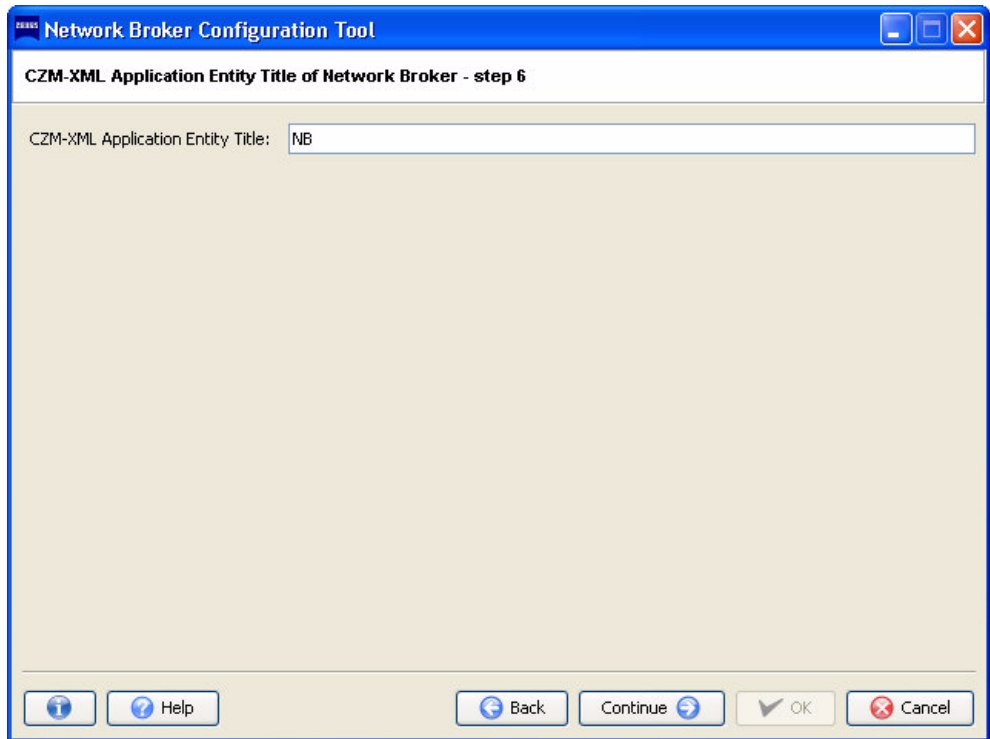 ZEISS Network Broker Configuration Tool
CZM-XML Application Entity Title of Network Broker - step 6
CZM-XML Application Entity Title: NB
Help Back Continue OK Cancel